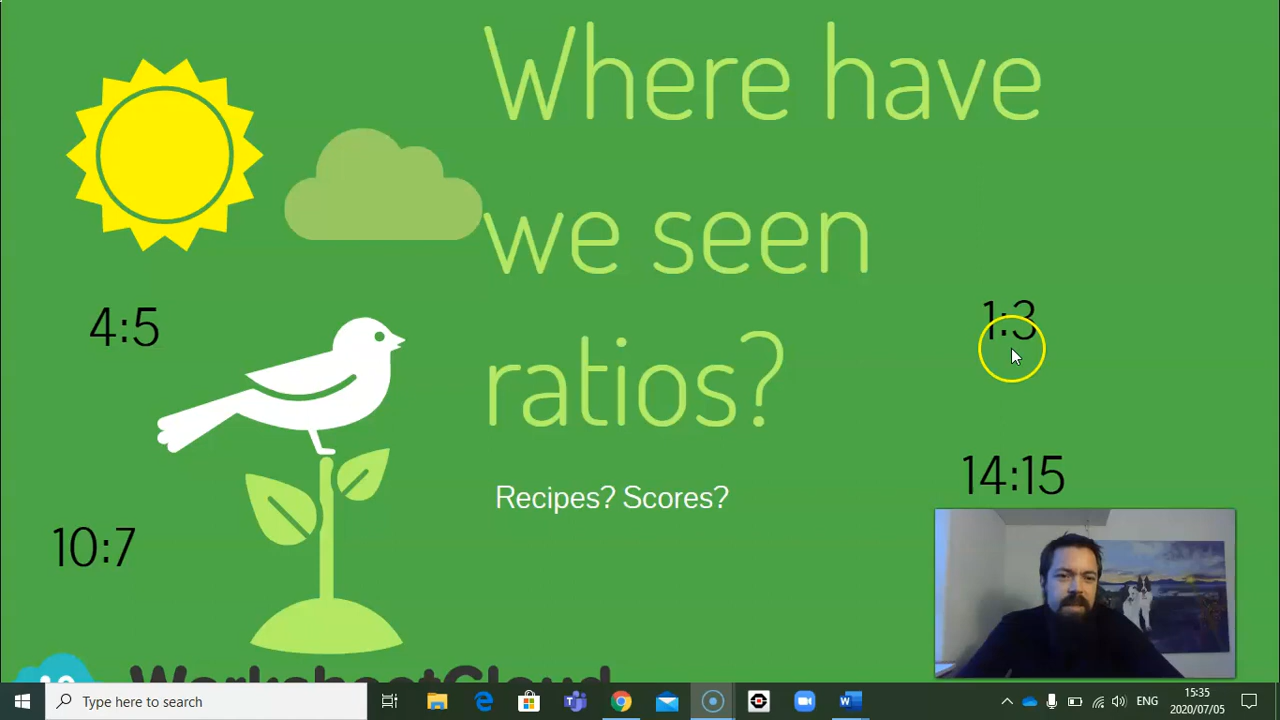 Where have
we seen
ratios?
4:5
1:3
Recipes? Scores?
14:15
10:7
WorksheetCloud
Type here to search
ENG
15:35
2020/07/05